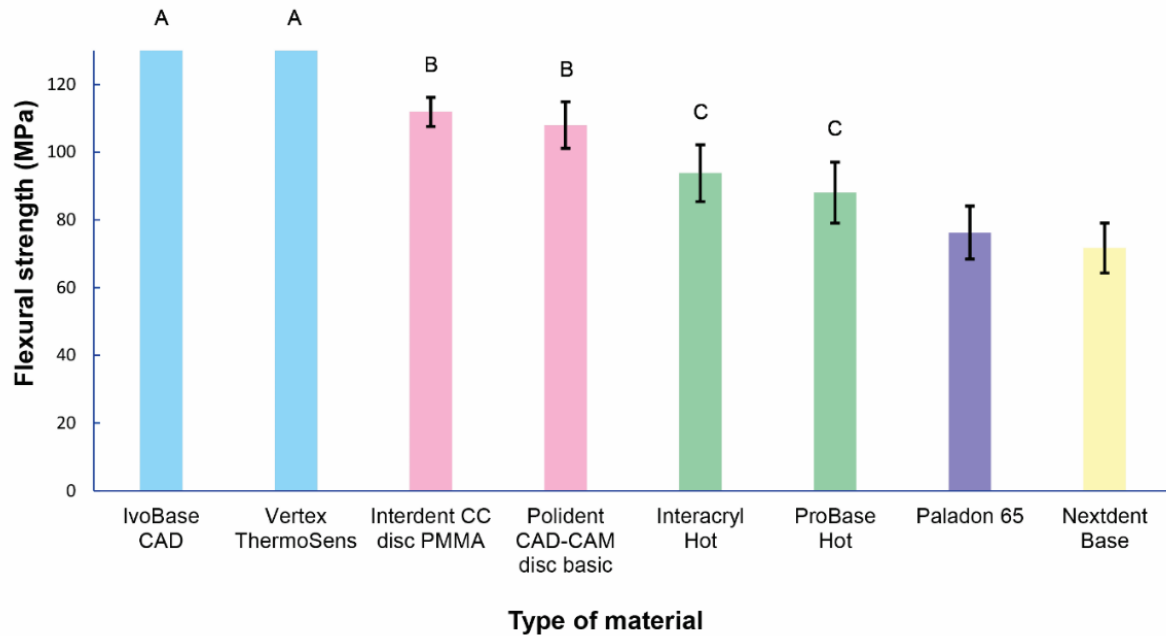 A A
B B
C C
Flexural strength (MPa)
120
100
80
60
40
20
0
IvoBase
CAD
Vertex
ThermoSens
Interdent CC
disc PMMA
Polident
CAD-CAM
disc basic
Interacryl
Hot
ProBase
Hot
Paladon 65
Nextdent
Base
Type of material